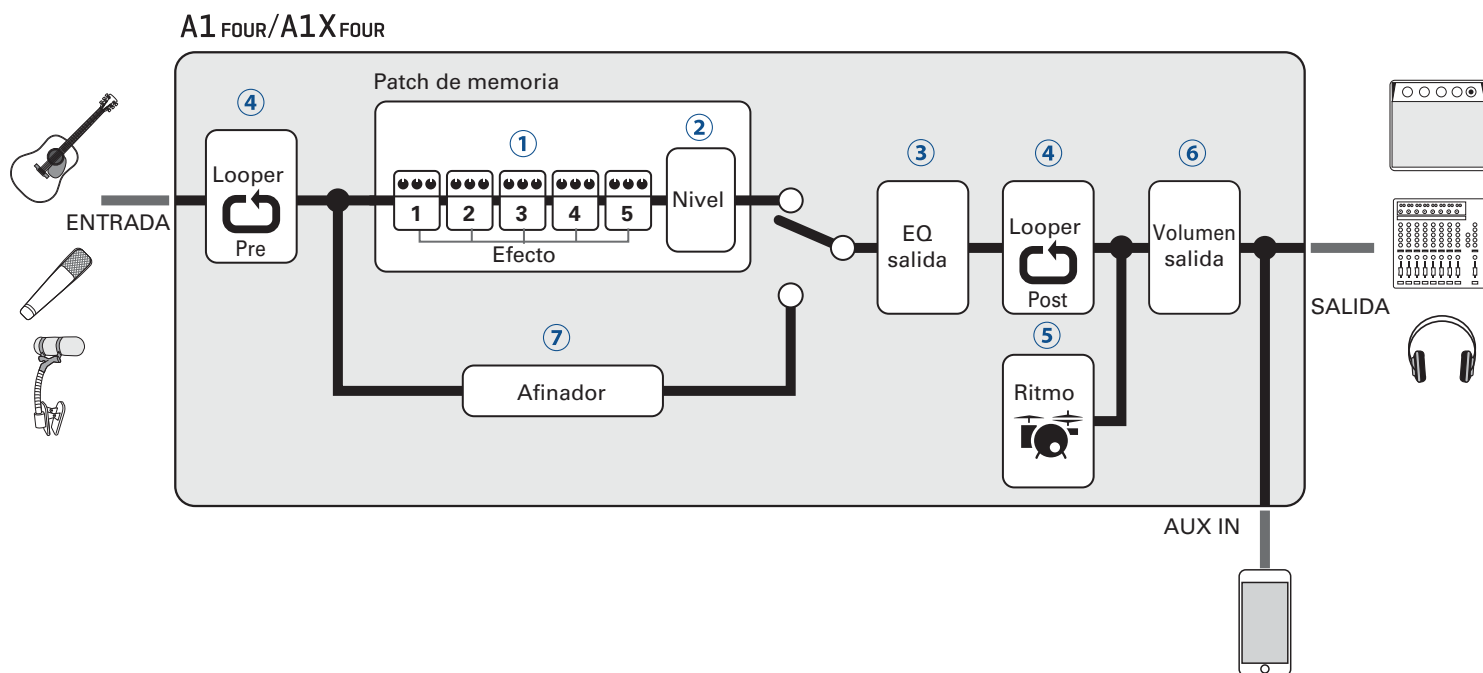 A1 FOUR/A1X FOUR
Patch de memoria
④
①
②
③
④
⑥
Looper
Pre
1 2 3 4 5
Efecto
Nivel
EQ
salida
Looper
Post
Volumen
salida
ENTRADA
SALIDA
⑦
Afinador
⑤
Ritmo
AUX IN